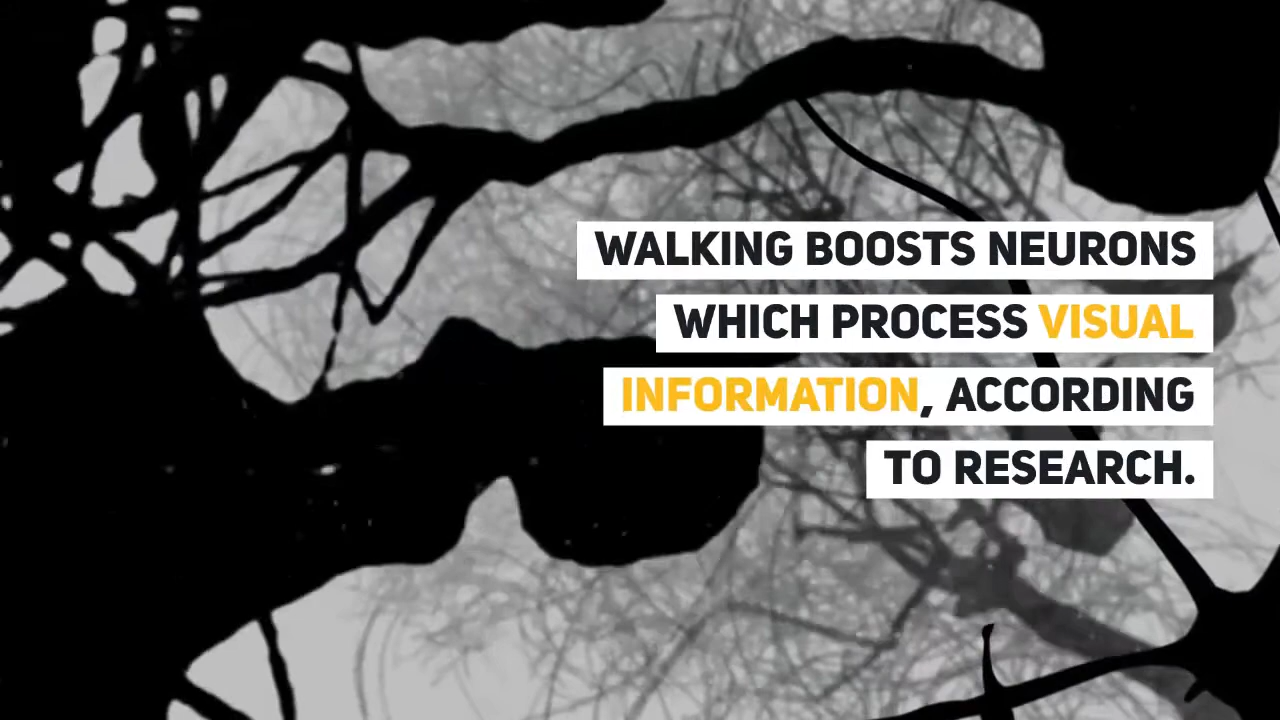 WALKING BOOSTS NEURONS
WHICH PROCESS VISUAL
INFORMATION, ACCORDING
TO RESEARCH.